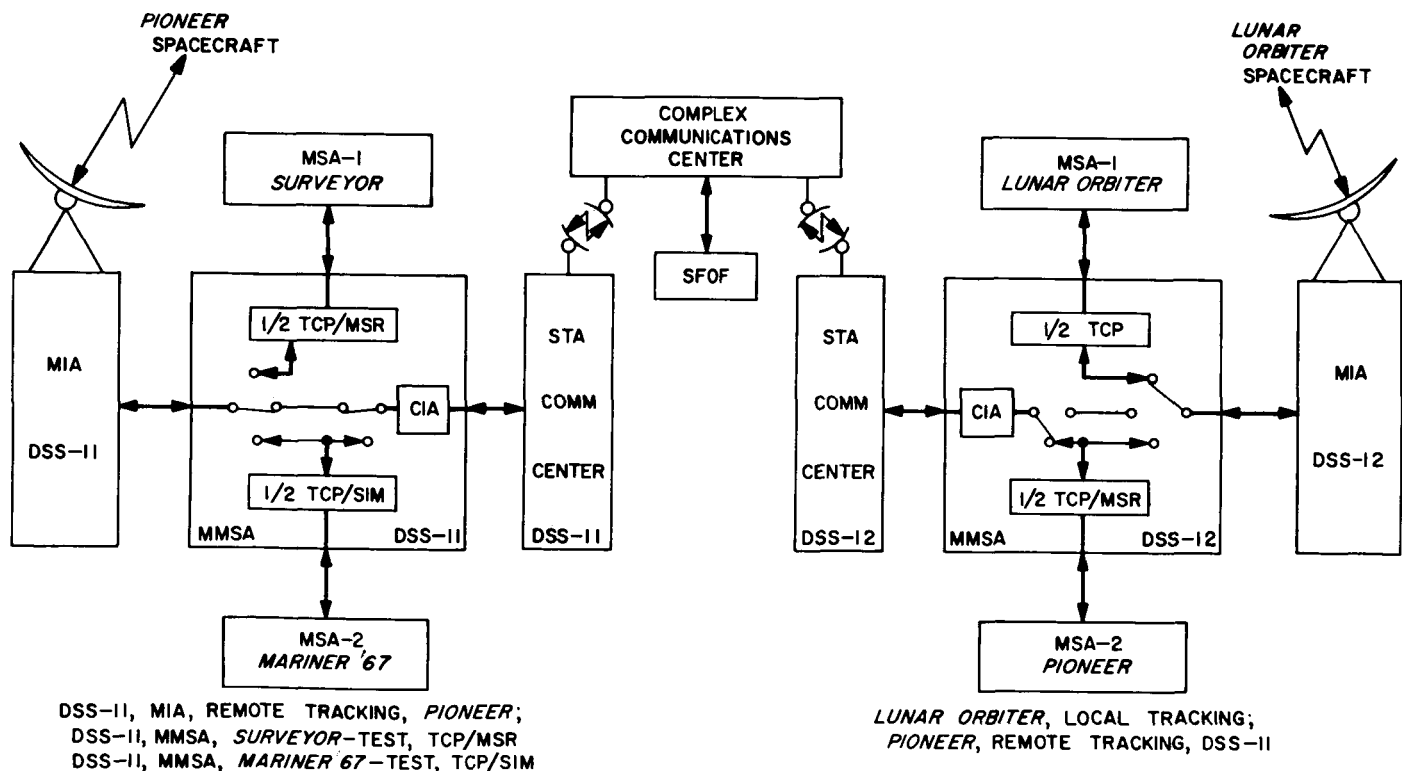 PIONEER
SPACECRAFT
LUNAR
ORBITER
SPACECRAFT
COMPLEX
COMMUNICATIONS
CENTER
MSA-1
SURVEYOR
MSA-1
LUNAR ORBITER
SFOF
MIA
DSS-11
1/2 TCP/MSR
CIA
1/2 TCP/SIM
MMSA
DSS-11
STA
COMM
CENTER
DSS-11
STA
COMM
CENTER
DSS-12
1/2 TCP
CIA
1/2 TCP/MSR
MMSA
DSS-12
MIA
DSS-12
MSA-2
MARINER '67
MSA-2
PIONEER
DSS-11, MIA, REMOTE TRACKING, PIONEER;
DSS-11, MMSA, SURVEYOR-TEST, TCP/MSR
DSS-11, MMSA, MARINER '67-TEST, TCP/SIM
LUNAR ORBITER, LOCAL TRACKING;
PIONEER, REMOTE TRACKING, DSS-11